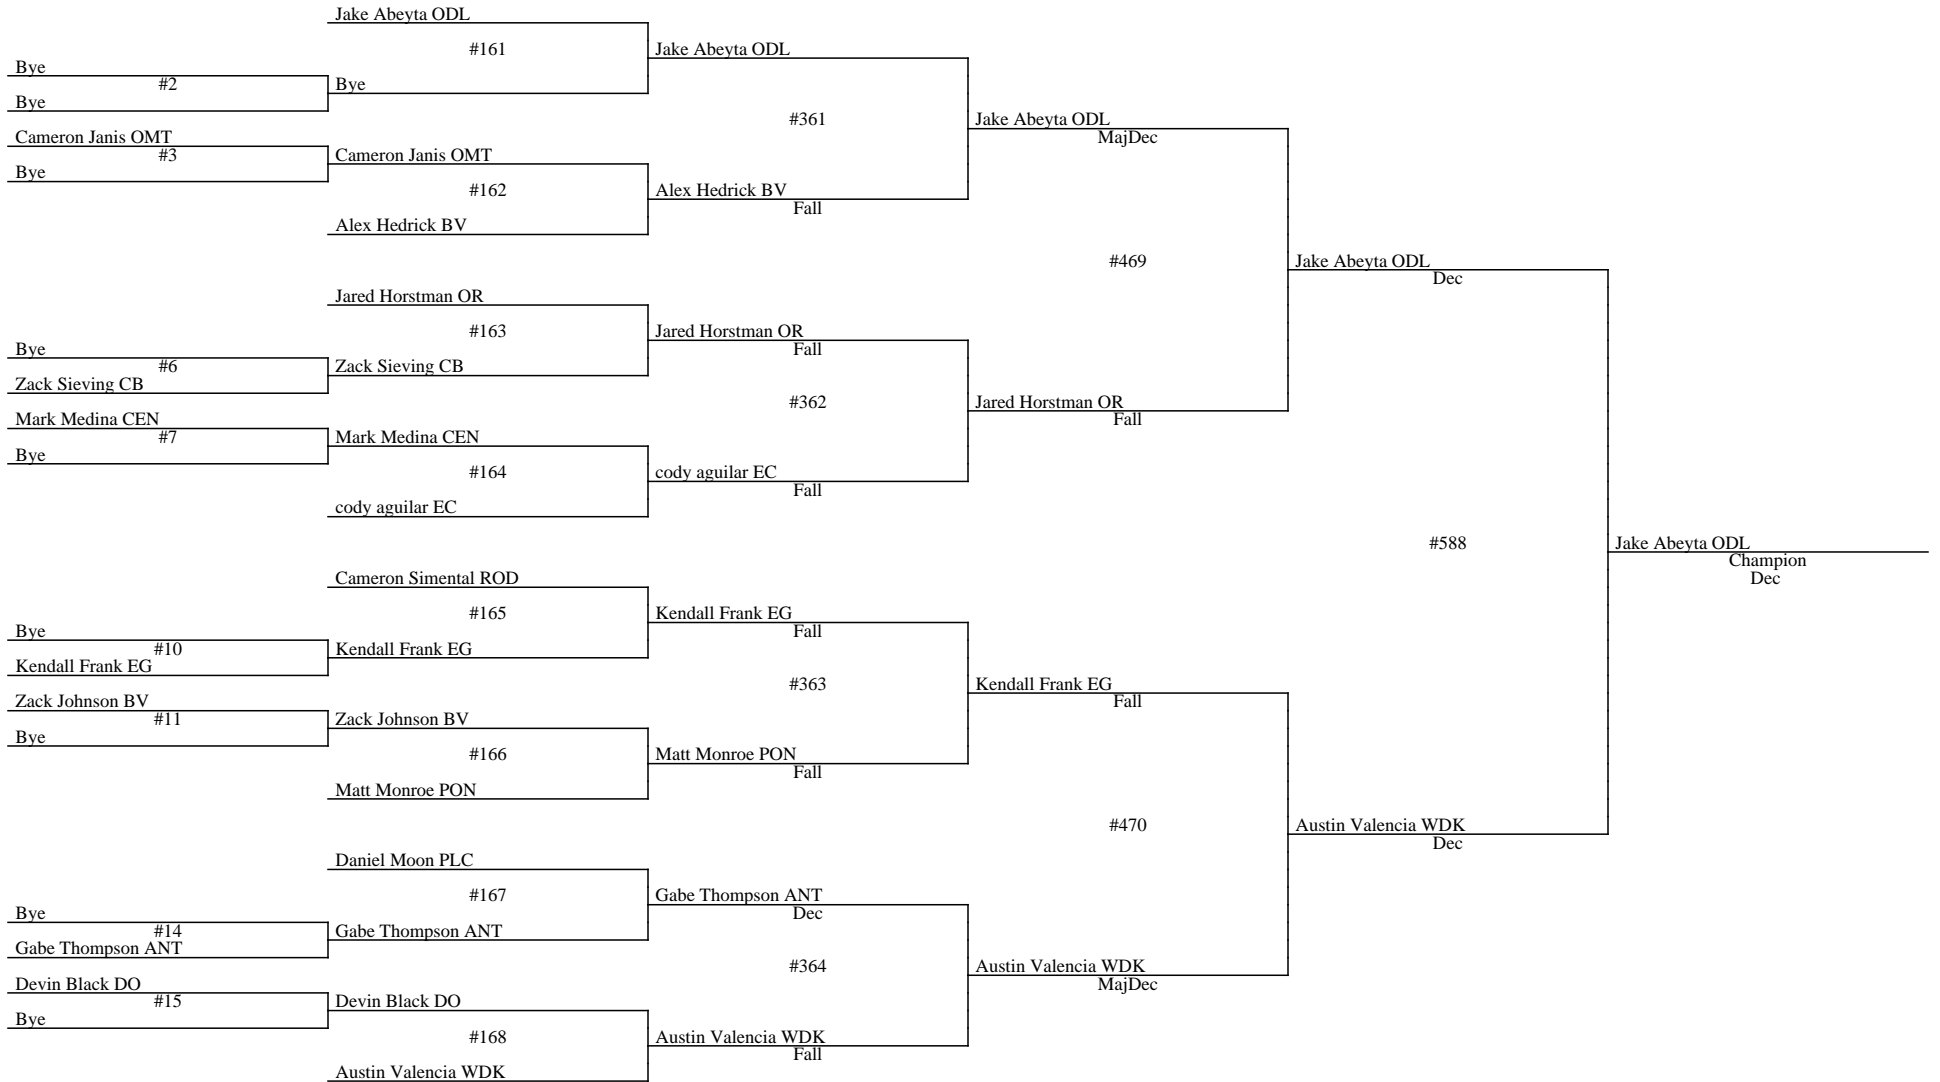 Jake Abeyta ODL
#161
Jake Abeyta ODL
Bye
#2
Bye
Bye
#361
Jake Abeyta ODL
MajDec
Cameron Janis OMT
#3
Cameron Janis OMT
Bye
#162
Alex Hedrick BV
Fall
Alex Hedrick BV
#469
Jake Abeyta ODL
Dec
Jared Horstman OR
#163
Jared Horstman OR
Fall
Bye
#6
Zack Sieving CB
Zack Sieving CB
#362
Jared Horstman OR
Fall
Mark Medina CEN
#7
Mark Medina CEN
Bye
#164
cody aguilar EC
Fall
cody aguilar EC
#588
Jake Abeyta ODL
Champion
Dec
Cameron Simental ROD
#165
Kendall Frank EG
Fall
Bye
#10
Kendall Frank EG
Kendall Frank EG
#363
Kendall Frank EG
Fall
Zack Johnson BV
#11
Zack Johnson BV
Bye
#166
Matt Monroe PON
Fall
Matt Monroe PON
#470
Austin Valencia WDK
Dec
Daniel Moon PLC
#167
Gabe Thompson ANT
Dec
Bye
#14
Gabe Thompson ANT
Gabe Thompson ANT
#364
Austin Valencia WDK
MajDec
Devin Black DO
#15
Devin Black DO
Bye
#168
Austin Valencia WDK
Fall
Austin Valencia WDK